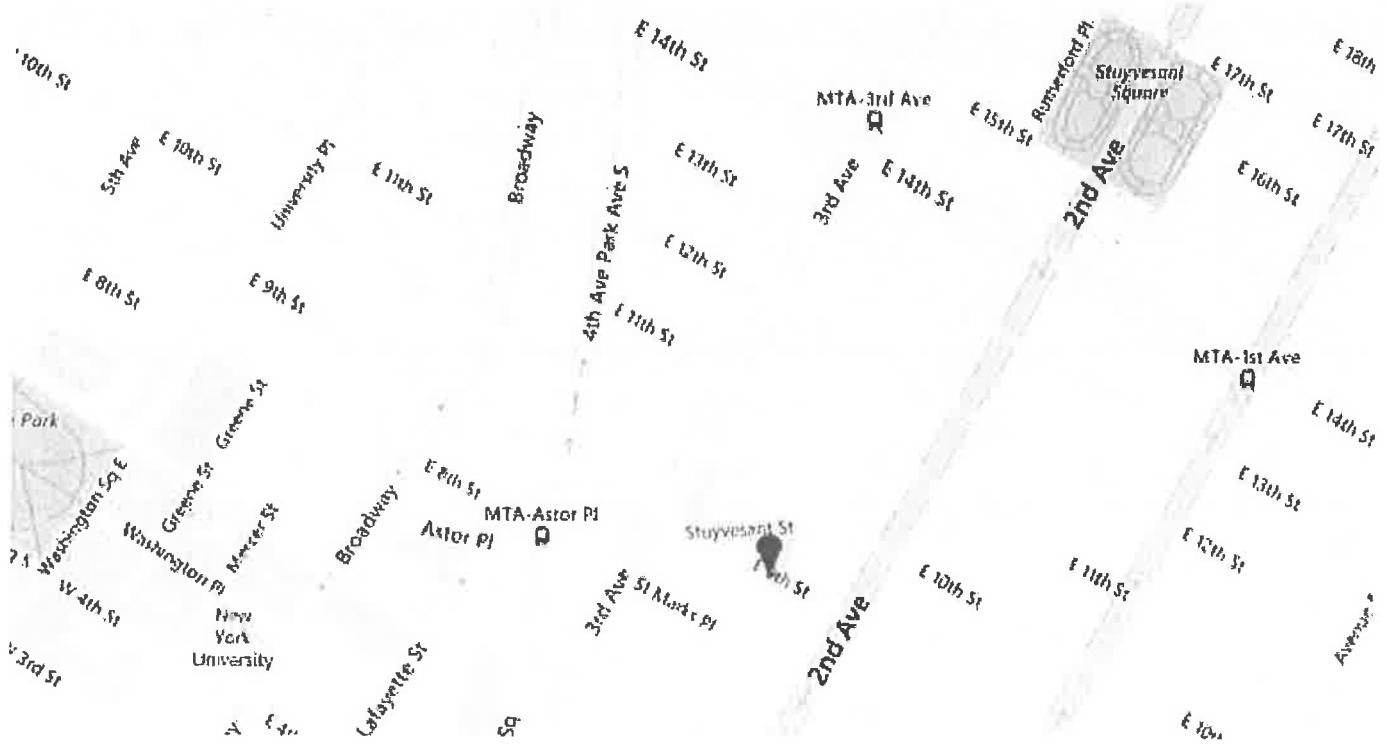 E 14th St
E 18th
10th St
Rutherford Pl.
Stuyvesant
Square
E 17th St
MTA-3rd Ave
E 15th St
E 17th St
Broadway
5th Ave
E 10th St
University Pl
E 11th St
E 13th St
3rd Ave
E 14th St
2nd Ave
E 16th St
4th Ave Park Ave S
E 12th St
E 8th St
E 9th St
E 11th St
MTA-1st Ave
Park
Greene St
E 14th St
Washington Sq E
Greene St
E 8th St
E 13th St
Mercer St
Broadway
MTA-Astor Pl
Astor Pl
Stuyvesant St
Washington Pl
E 12th St
W 4th St
3rd Ave
St Marks Pl
E 10th St
E 11th St
New
York
University
2nd Ave
3rd St
Lafayette St
Sq